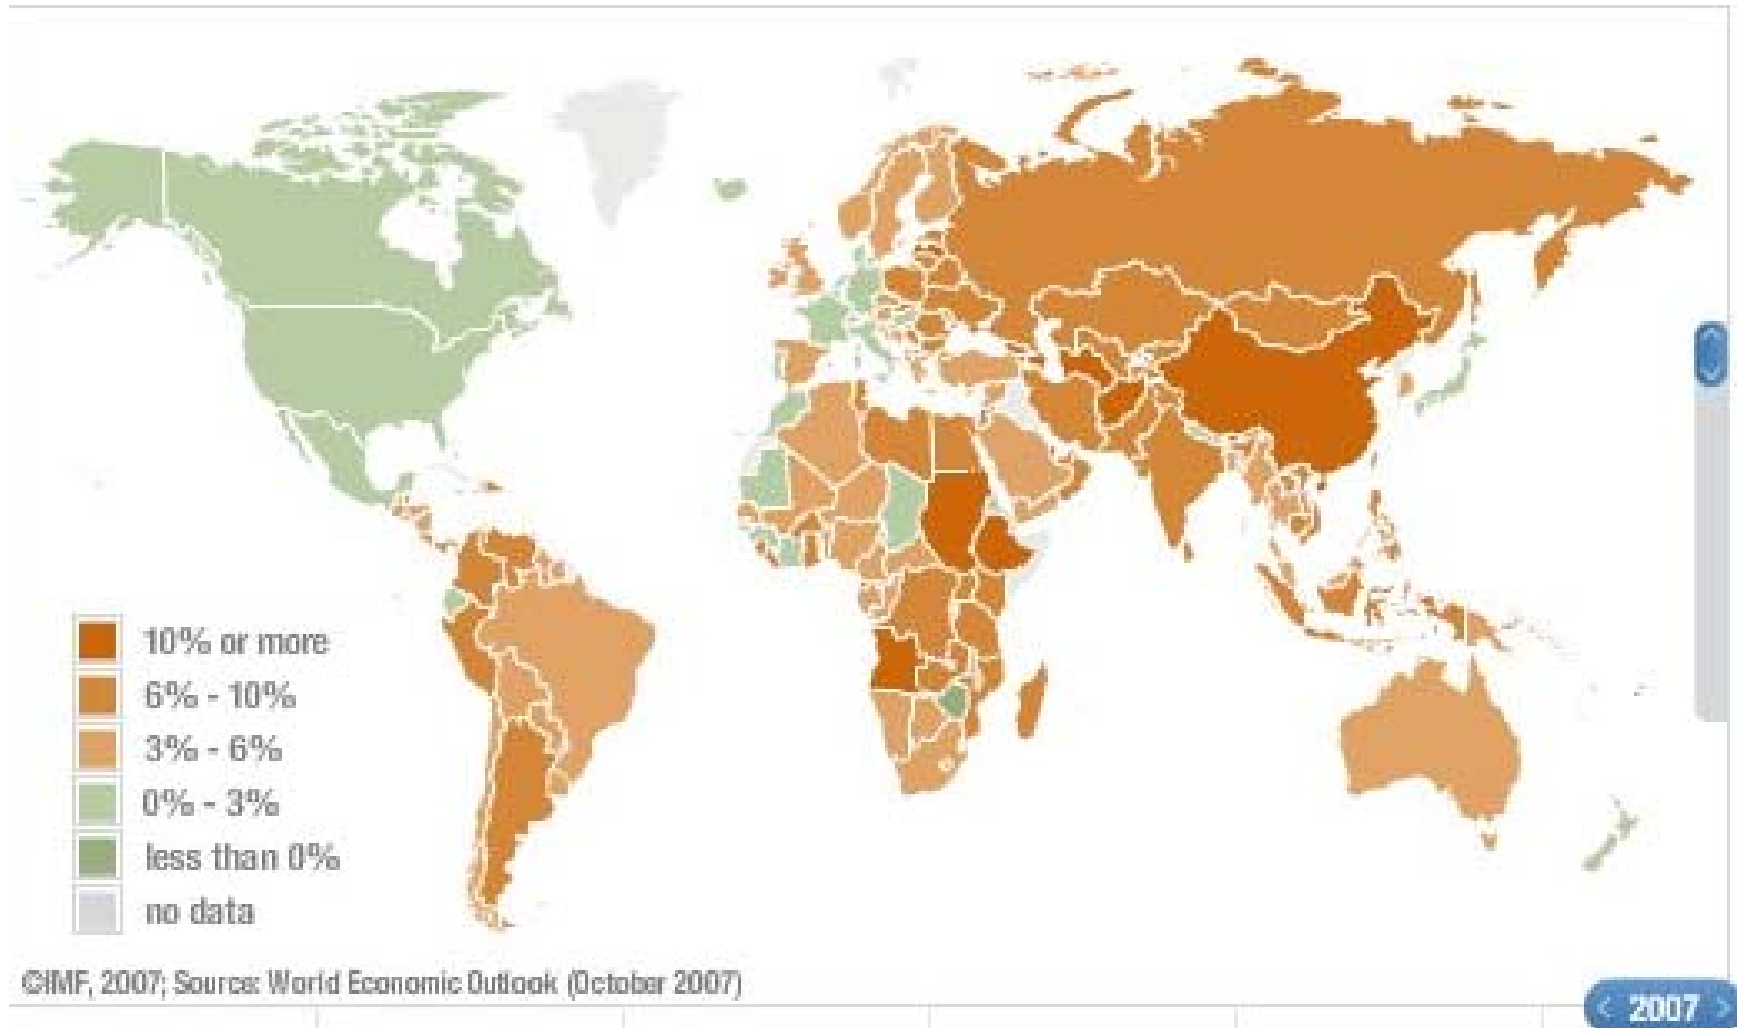 10% or more
6% - 10%
3% - 6%
0% - 3%
less than 0%
no data
©IMF, 2007; Source: World Economic Outlook (October 2007)
< 2007 >